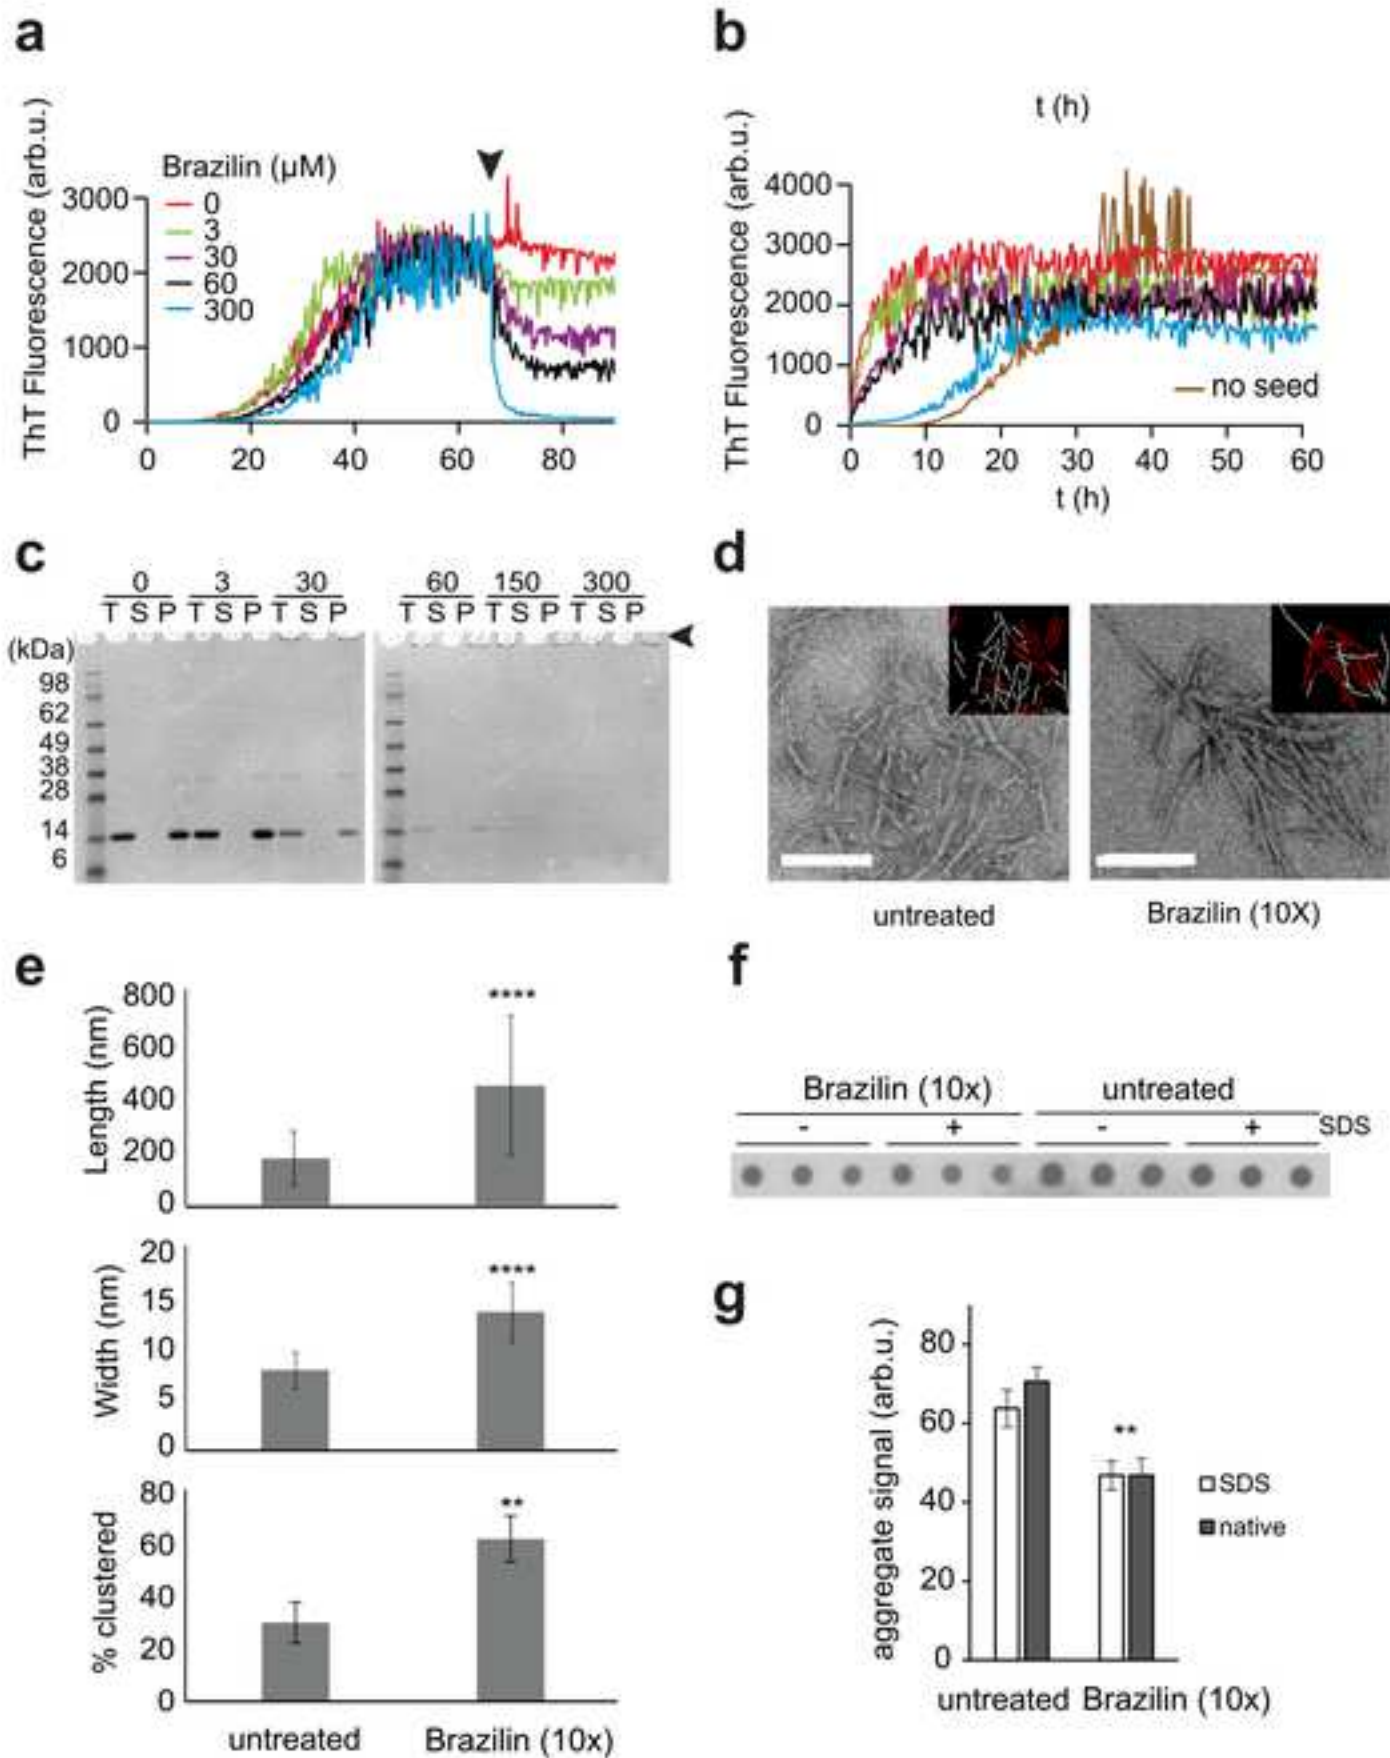 a
ThT Fluorescence (arb.u.)
Brazilin (µM)
0
3
30
60
300
3000
2000
1000
0
0 20 40 60 80
b
t (h)
ThT Fluorescence (arb.u.)
4000
3000
2000
1000
0
no seed
0 10 20 30 40 50 60
t (h)
c
0 3 30 60 150 300
T S P T S P T S P T S P T S P T S P
(kDa)
98
62
49
38
28
14
6
d
untreated
Brazilin (10X)
e
Length (nm)
800
600
400
200
0
****
Width (nm)
20
15
10
5
0
****
% clustered
80
60
40
20
0
**
untreated Brazilin (10x)
f
Brazilin (10x) untreated
- + - + SDS
g
aggregate signal (arb.u.)
80
60
40
20
0
**
SDS
native
untreated Brazilin (10x)